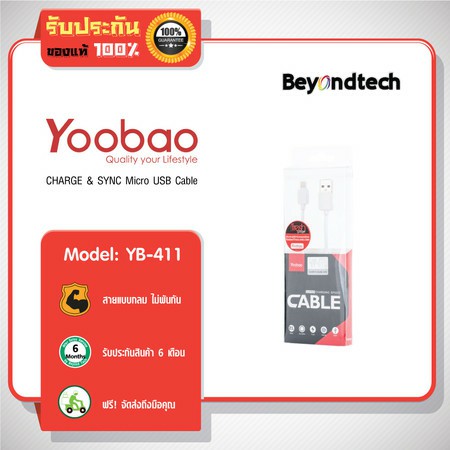 รับประกัน
ของแท้ 100%
100%
GUARANTEE
Beyondtech
Yoobao
Quality your Lifestyle
CHARGE & SYNC Micro USB Cable
Model: YB-411
สายแบบกลม ไม่พันกัน
6
Months
รับประกันสินค้า 6 เดือน
ฟรี! จัดส่งถึงมือคุณ
Yoobao
CABLE